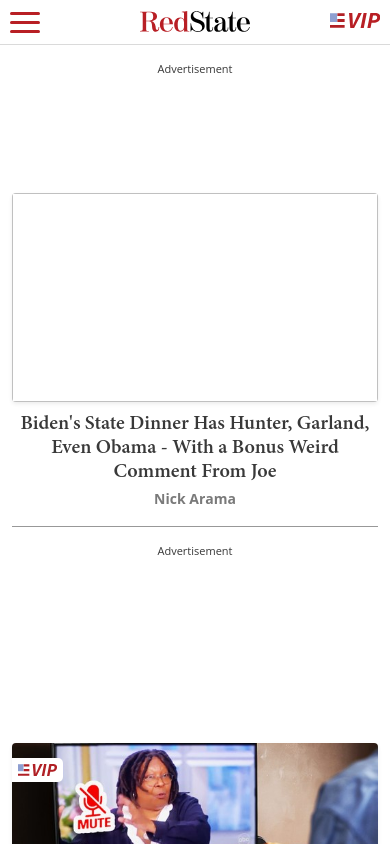 RedState
VIP
Advertisement
Biden's State Dinner Has Hunter, Garland,
Even Obama - With a Bonus Weird
Comment From Joe
Nick Arama
Advertisement
VIP
MUTE